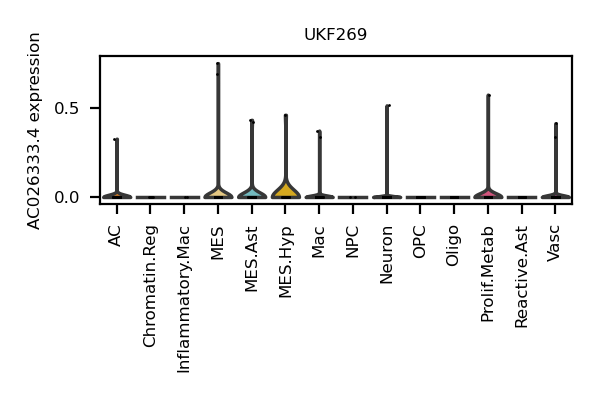 UKF269
AC026333.4 expression
0.5
0.0
AC
Chromatin.Reg
Inflammatory.Mac
MES
MES.Ast
MES.Hyp
Mac
NPC
Neuron
OPC
Oligo
Prolif.Metab
Reactive.Ast
Vasc